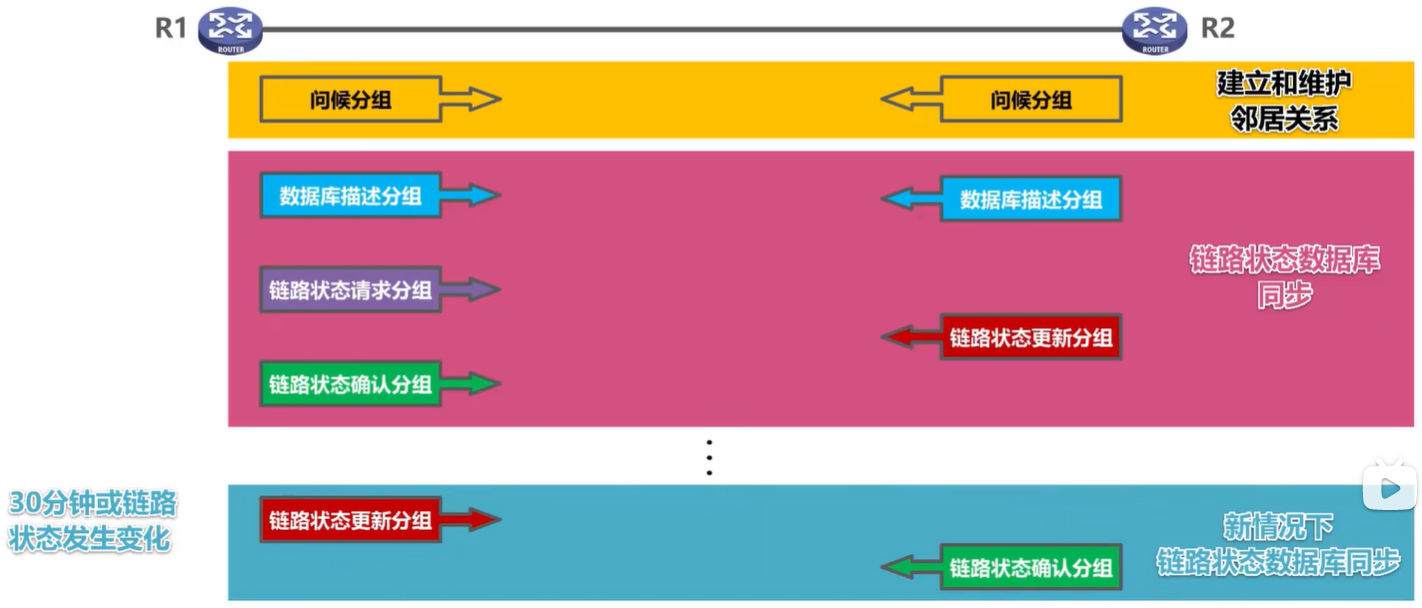 R1
R2
ROUTER
ROUTER
问候分组
问候分组
建立和维护
邻居关系
数据库描述分组
数据库描述分组
链路状态请求分组
链路状态数据库
同步
链路状态更新分组
链路状态确认分组
30分钟或链路
状态发生变化
链路状态更新分组
新情况下
链路状态数据库同步
链路状态确认分组